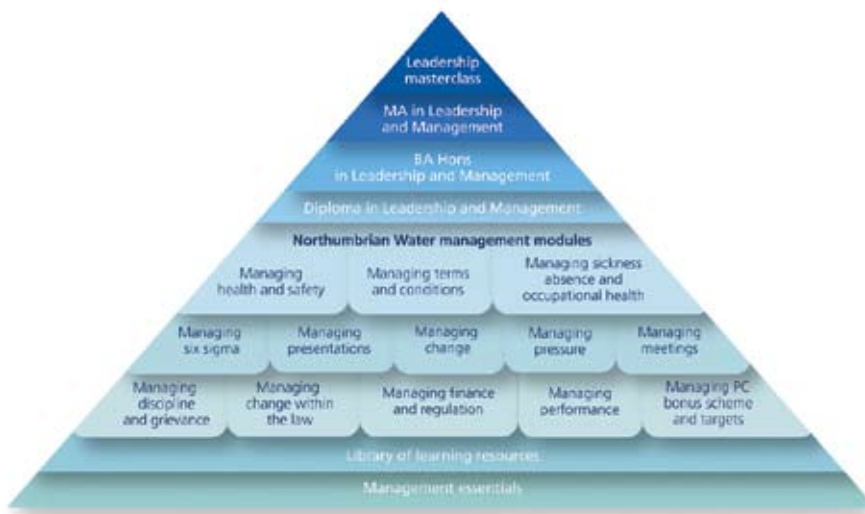 Leadership
masterclass
MA in Leadership
and Management
BA Hons
in Leadership and Management
Diploma in Leadership and Management
Northumbrian Water management modules
Managing
health and safety
Managing terms
and conditions
Managing sickness
absence and
occupational health
Managing
six sigma
Managing
presentations
Managing
change
Managing
pressure
Managing
meetings
Managing
discipline
and grievance
Managing
change within
the law
Managing finance
and regulation
Managing
performance
Managing PC
bonus scheme
and targets
Library of learning resources
Management essentials